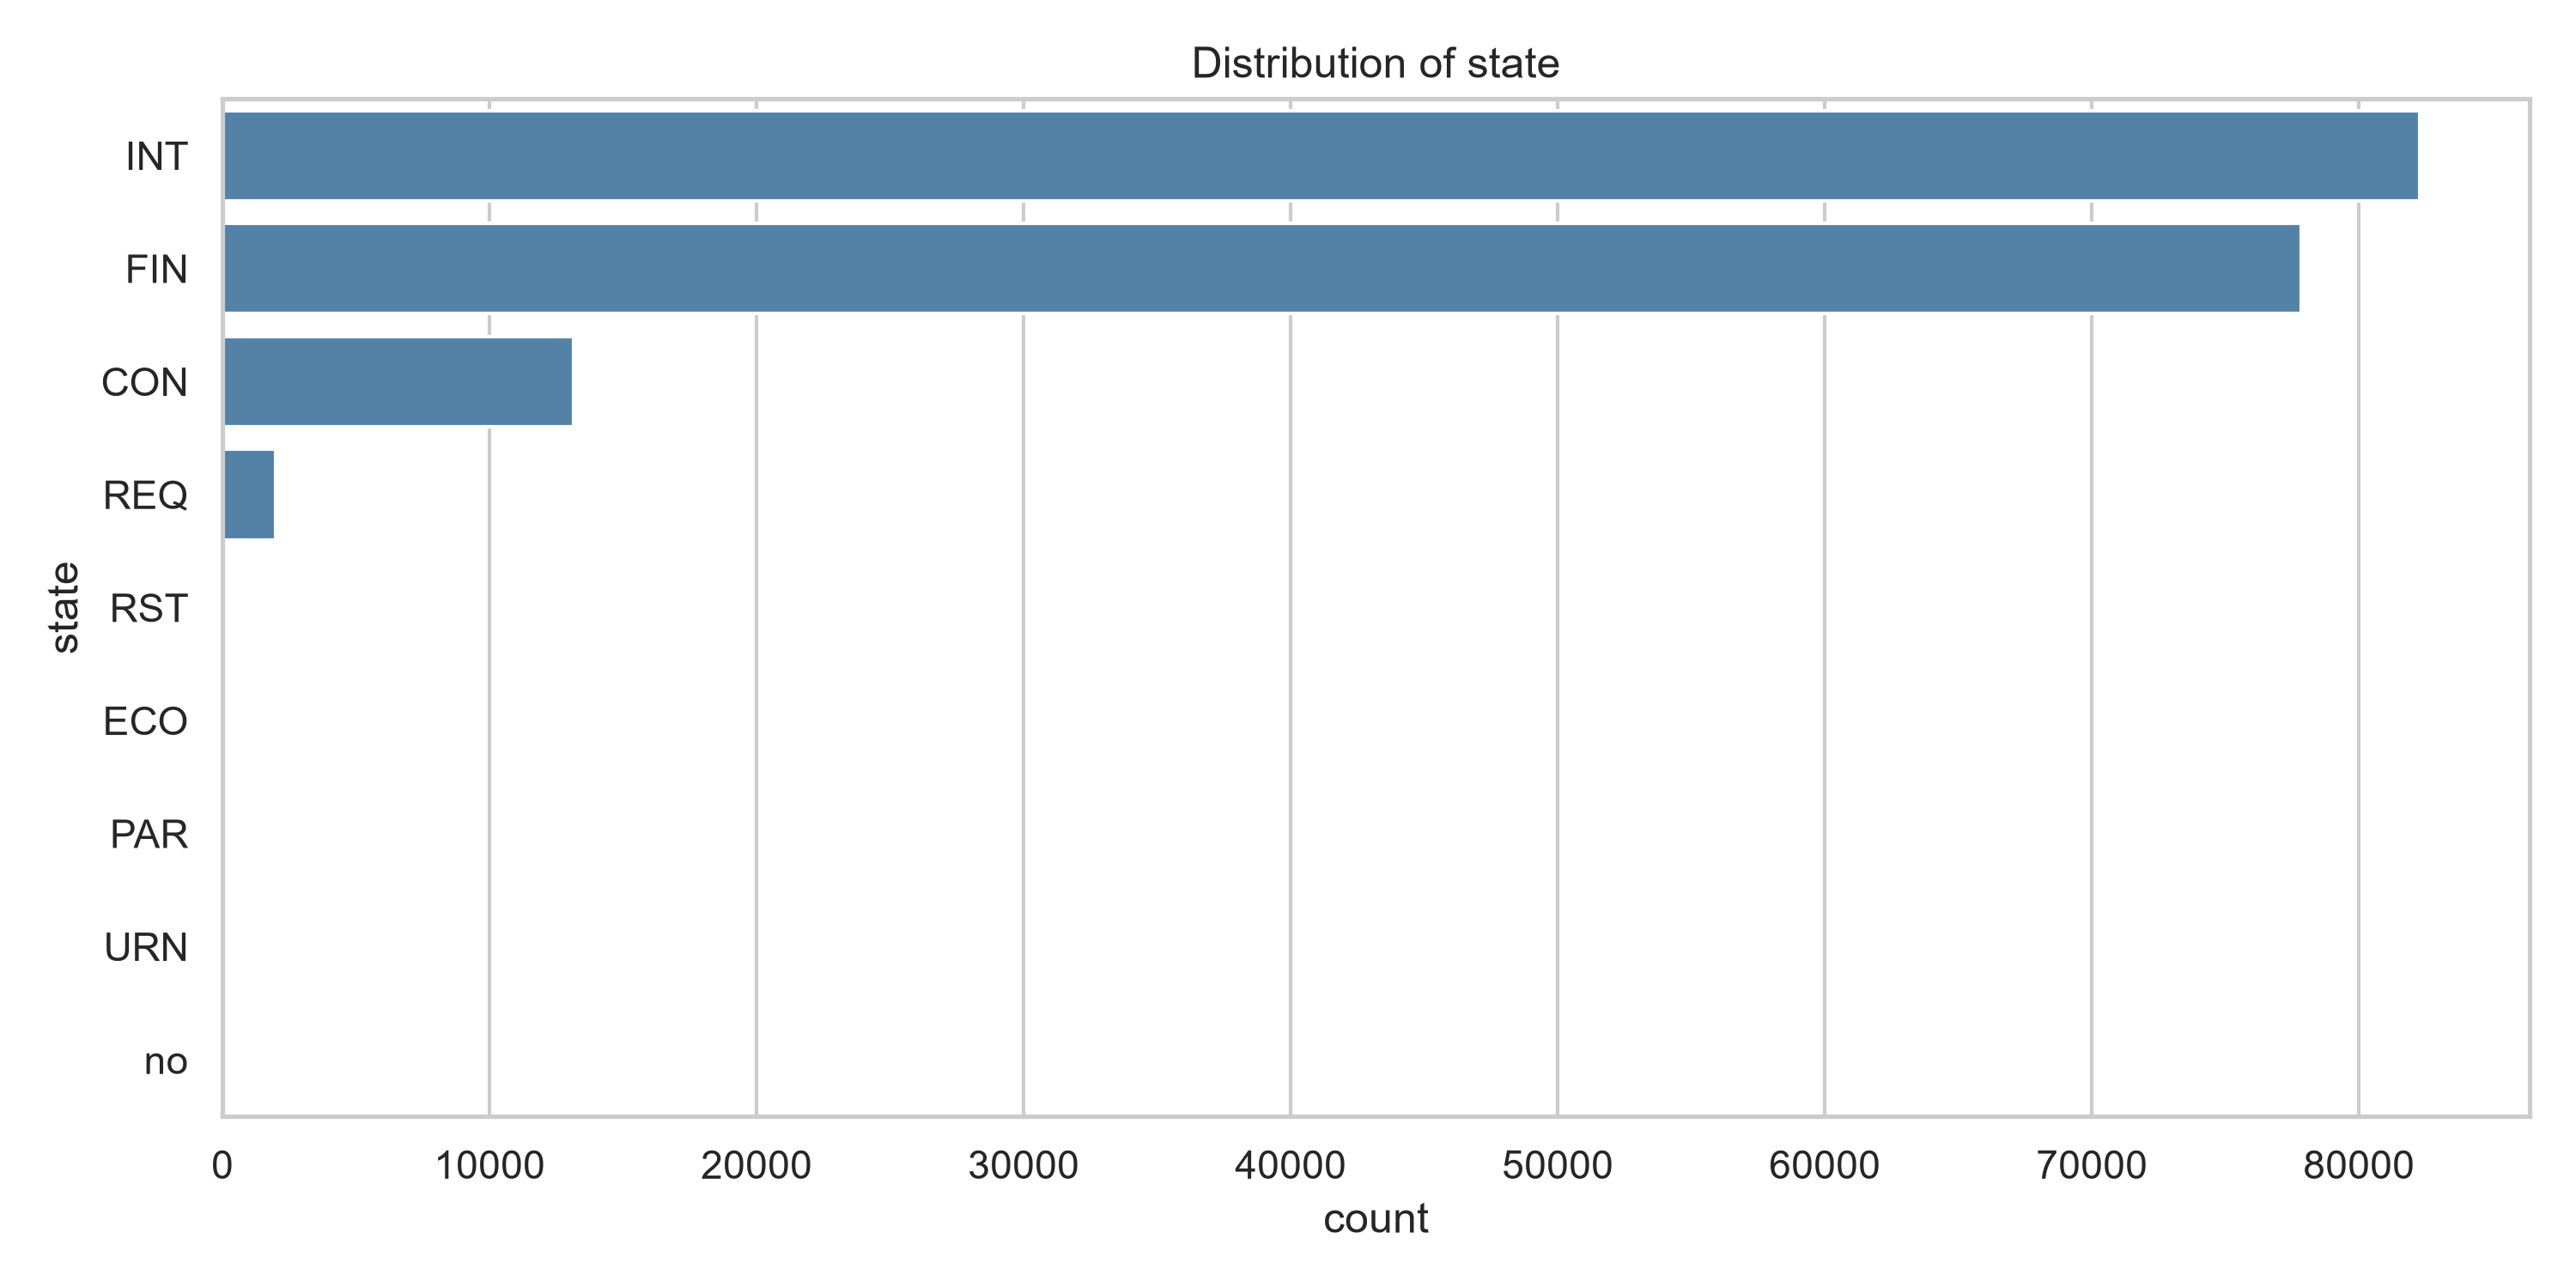 Distribution of state
INT
FIN
CON
REQ
RST
ECO
PAR
URN
no
state
0 10000 20000 30000 40000 50000 60000 70000 80000
count